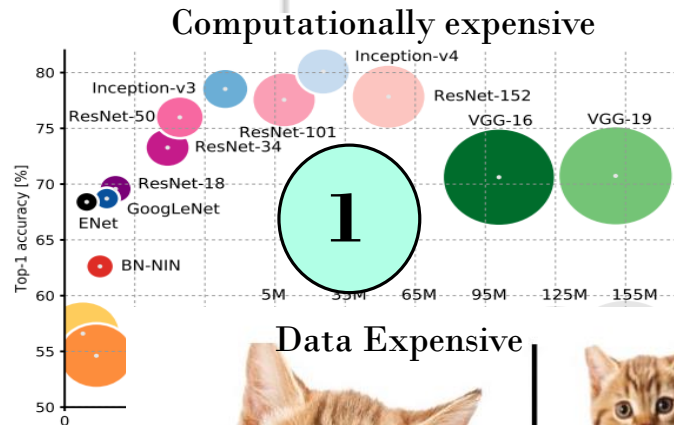 Computationally expensive
80
Inception-v4
Inception-v3
ResNet-152
ResNet-50
VGG-16
VGG-19
75
ResNet-101
ResNet-34
70
ResNet-18
GoogLeNet
ENet
1
Top-1 accuracy [%]
65
BN-NIN
60
5M
35M
65M
95M
125M
155M
Data Expensive
55
50
0